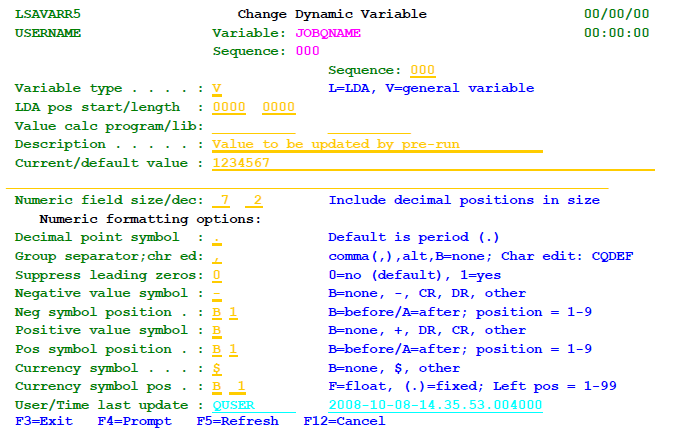 LSAVARR5 Change Dynamic Variable 00/00/00
USERNAME Variable: JOBQNAME 00:00:00
Sequence: 000
Sequence: 000
Variable type . . . . : V L=LDA, V=general variable
LDA pos start/length : 0000 0000
Value calc program/lib:
Description . . . . . : Value to be updated by pre-run
Current/default value : 1234567
Numeric field size/dec: 7 2 Include decimal positions in size
Numeric formatting options:
Decimal point symbol : . Default is period (.)
Group separator;chr ed: , comma(,),alt,B=none; Char edit: CQDEF
Suppress leading zeros: 0 0=no (default), 1=yes
Negative value symbol : - B=none, -, CR, DR, other
Neg symbol position . : B 1 B=before/A=after; position = 1-9
Positive value symbol : B B=none, +, DR, CR, other
Pos symbol position . : B 1 B=before/A=after; position = 1-9
Currency symbol . . . : $ B=none, $, other
Currency symbol pos . : B 1 F=float, (.)=fixed; Left pos = 1-99
User/Time last update : QUSER 2008-10-08-14.35.53.004000
F3=Exit F4=Prompt F5=Refresh F12=Cancel